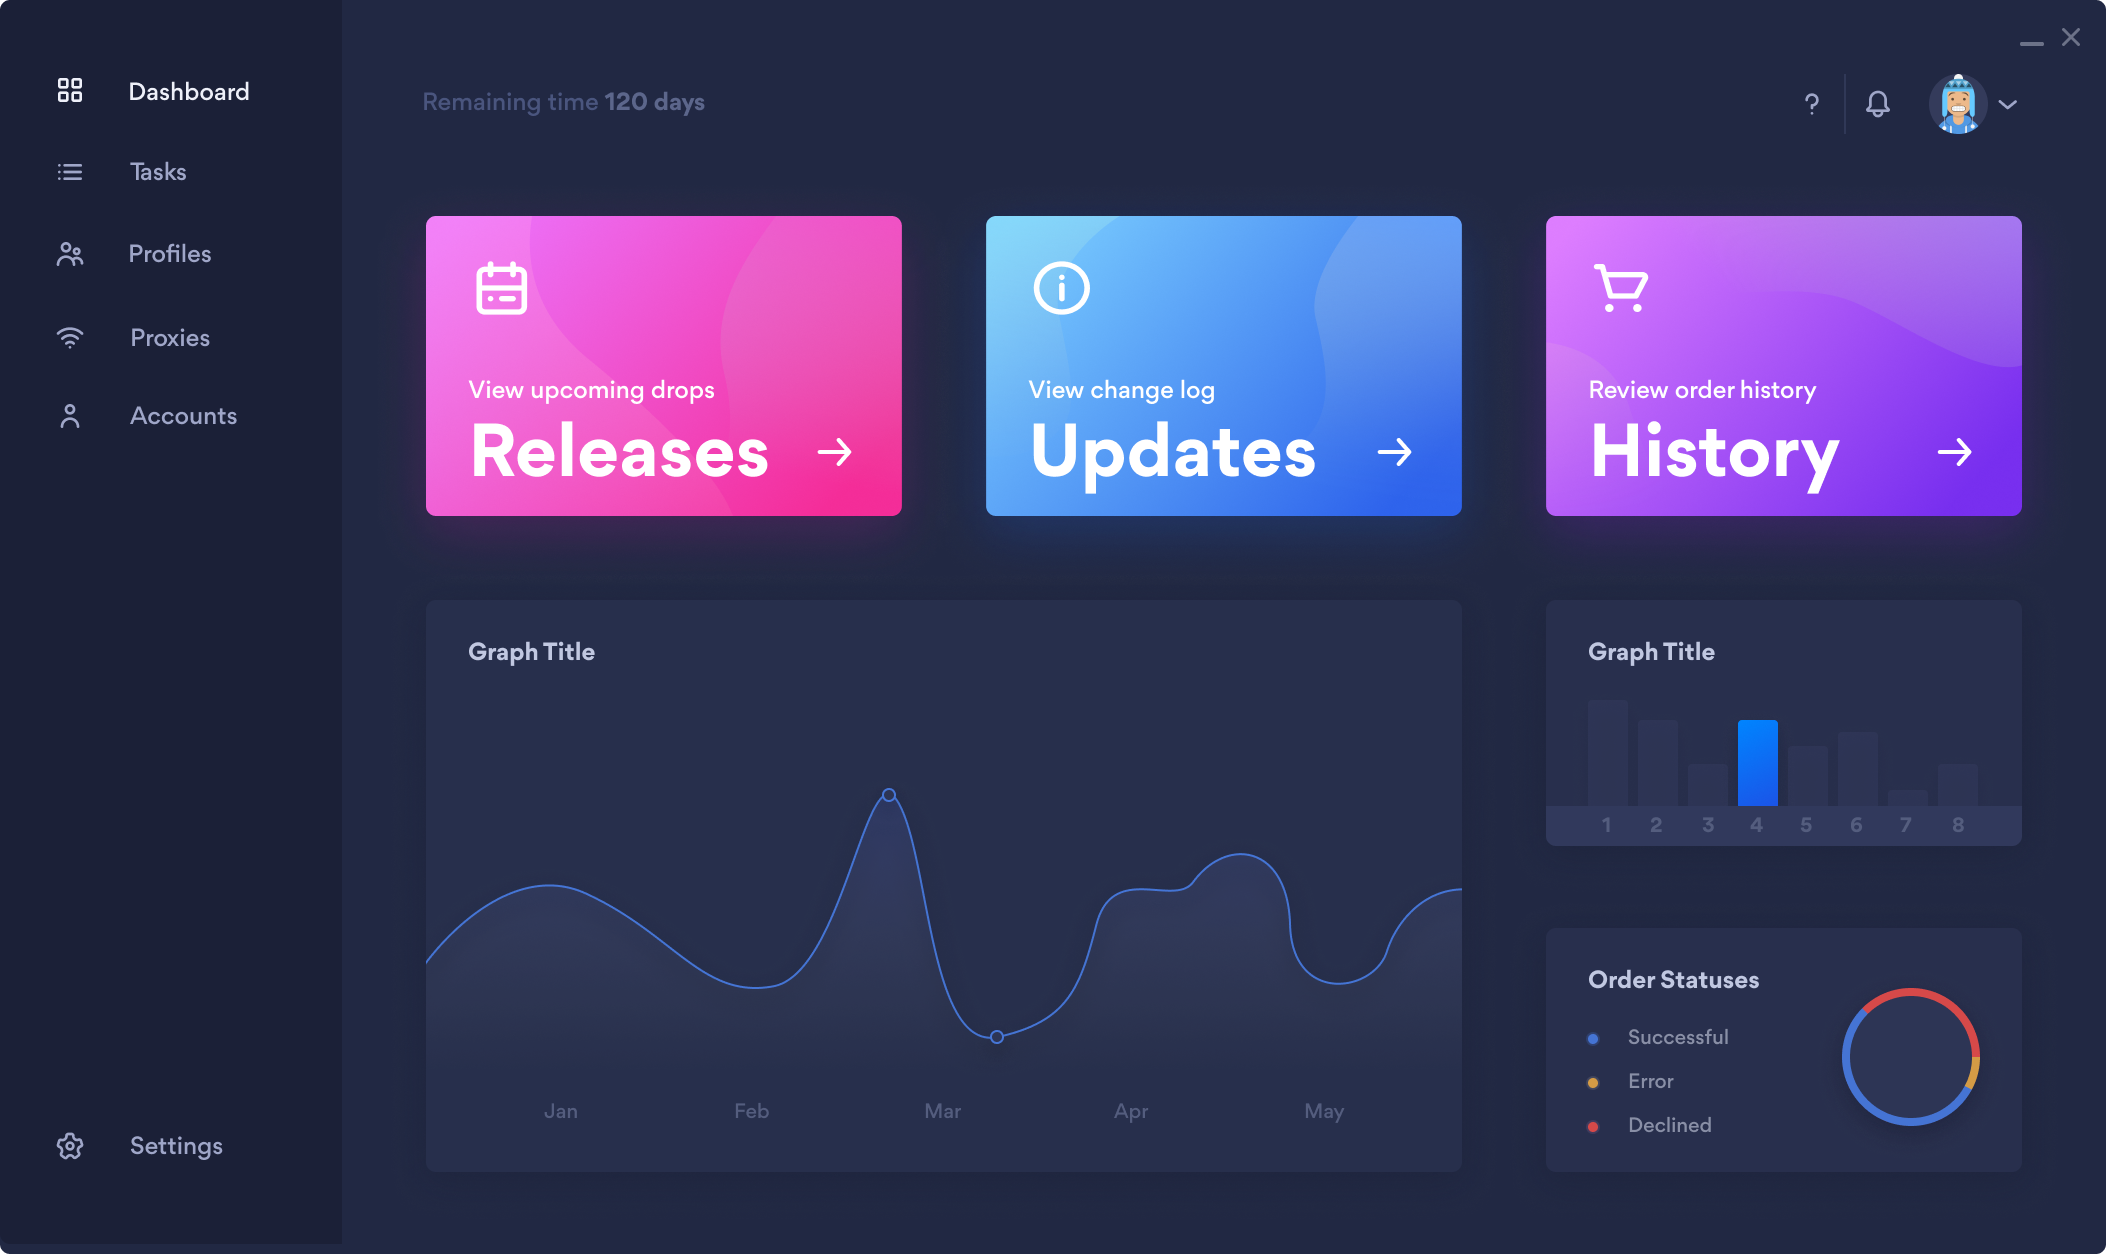 Dashboard
Tasks
Profiles
Proxies
Accounts
Settings
Remaining time 120 days
?
View upcoming drops
Releases
View change log
Updates
Review order history
History
Graph Title
Jan Feb Mar Apr May
Graph Title
1 2 3 4 5 6 7 8
Order Statuses
Successful
Error
Declined